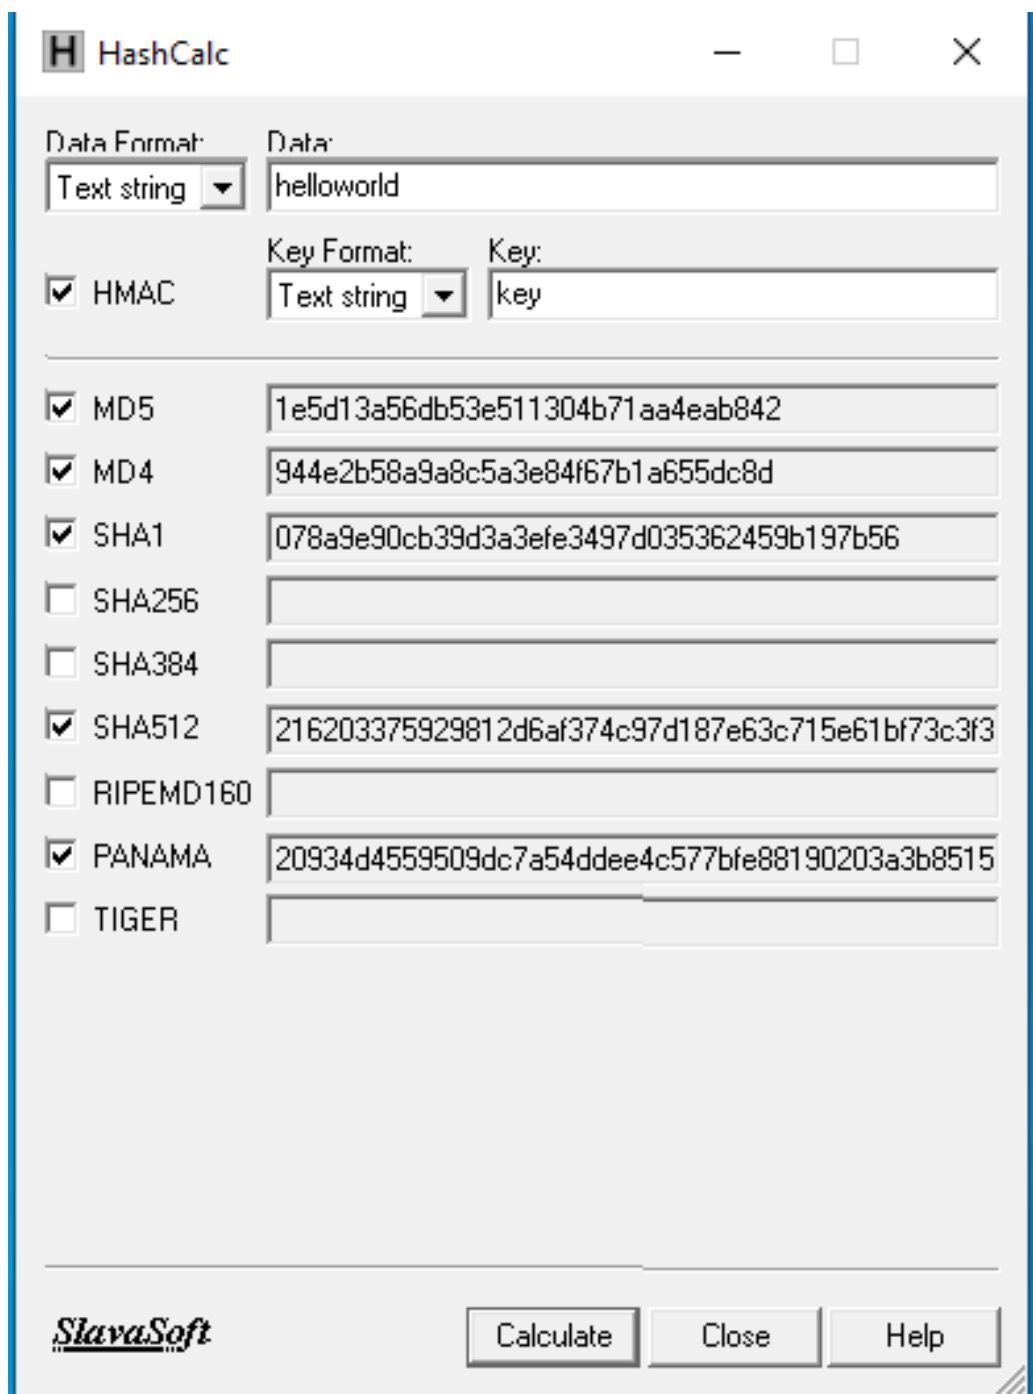 HashCalc
Data Format: Data:
Text string helloworld
Key Format: Key:
HMAC Text string key
MD5 1e5d13a56db53e511304b71aa4eab842
MD4 944e2b58a9a8c5a3e84f67b1a655dc8d
SHA1 078a9e90cb39d3a3efe3497d035362459b197b56
SHA256
SHA384
SHA512 216203375929812d6af374c97d187e63c715e61bf73c3f3
RIPEMD160
PANAMA 20934d4559509dc7a54ddee4c577bfe88190203a3b8515
TIGER
SlavaSoft Calculate Close Help